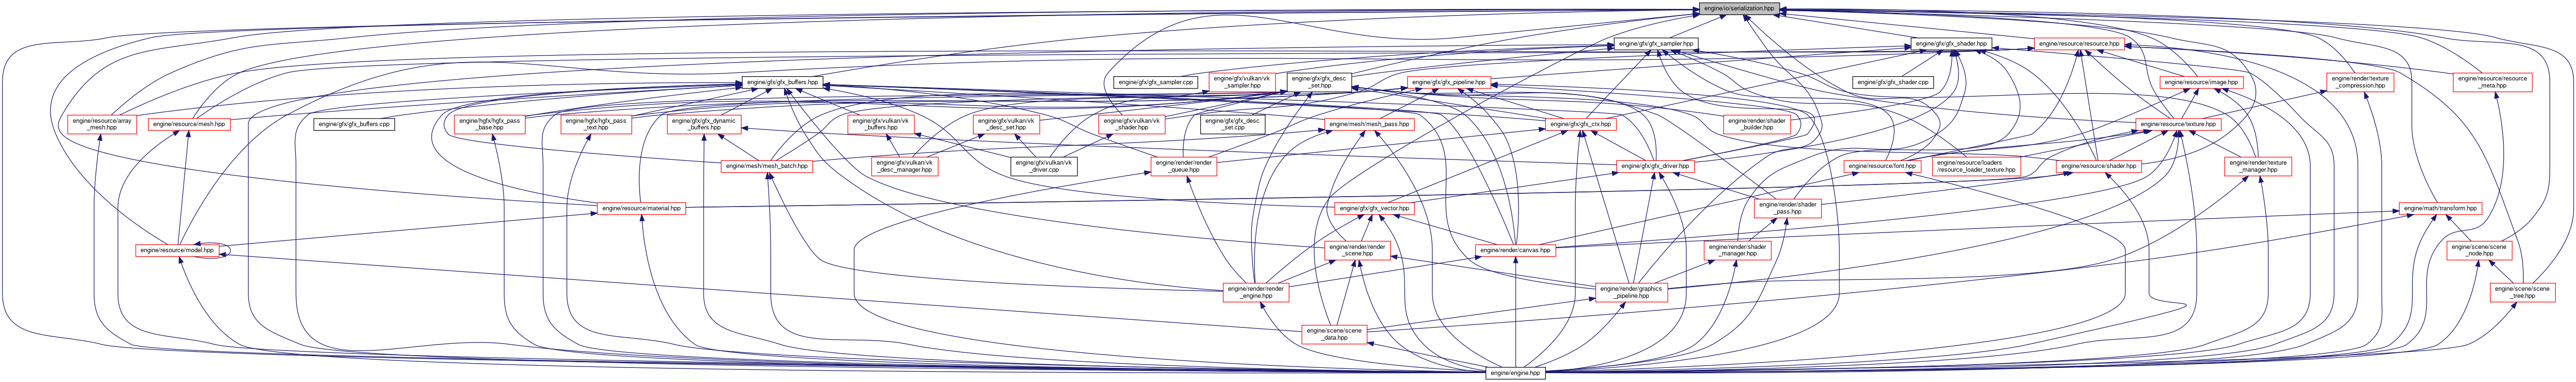 engine/io/serialization.hpp
engine/gfx/gfx_sampler.hpp
engine/gfx/gfx_shader.hpp
engine/resource/resource.hpp
engine/gfx/gfx_buffers.hpp
engine/gfx/gfx_sampler.cpp
engine/gfx/vulkan/vk
_sampler.hpp
engine/gfx/gfx_desc
_set.hpp
engine/gfx/gfx_pipeline.hpp
engine/gfx/gfx_shader.cpp
engine/resource/image.hpp
engine/render/texture
_compression.hpp
engine/resource/resource
_meta.hpp
engine/resource/array
_mesh.hpp
engine/resource/mesh.hpp
engine/gfx/gfx_buffers.cpp
engine/hgfx/hgfx_pass
_base.hpp
engine/hgfx/hgfx_pass
_text.hpp
engine/gfx/gfx_dynamic
_buffers.hpp
engine/gfx/vulkan/vk
_buffers.hpp
engine/gfx/vulkan/vk
_desc_set.hpp
engine/gfx/vulkan/vk
_shader.hpp
engine/gfx/gfx_desc
_set.cpp
engine/mesh/mesh_pass.hpp
engine/gfx/gfx_ctx.hpp
engine/render/shader
_builder.hpp
engine/resource/texture.hpp
engine/mesh/mesh_batch.hpp
engine/gfx/vulkan/vk
_desc_manager.hpp
engine/gfx/vulkan/vk
_driver.cpp
engine/render/render
_queue.hpp
engine/gfx/gfx_driver.hpp
engine/resource/font.hpp
engine/resource/loaders
/resource_loader_texture.hpp
engine/resource/shader.hpp
engine/render/texture
_manager.hpp
engine/resource/material.hpp
engine/gfx/gfx_vector.hpp
engine/render/shader
_pass.hpp
engine/math/transform.hpp
engine/resource/model.hpp
engine/render/render
_scene.hpp
engine/render/canvas.hpp
engine/render/shader
_manager.hpp
engine/scene/scene
_node.hpp
engine/render/render
_engine.hpp
engine/render/graphics
_pipeline.hpp
engine/scene/scene
_tree.hpp
engine/scene/scene
_data.hpp
engine/engine.hpp